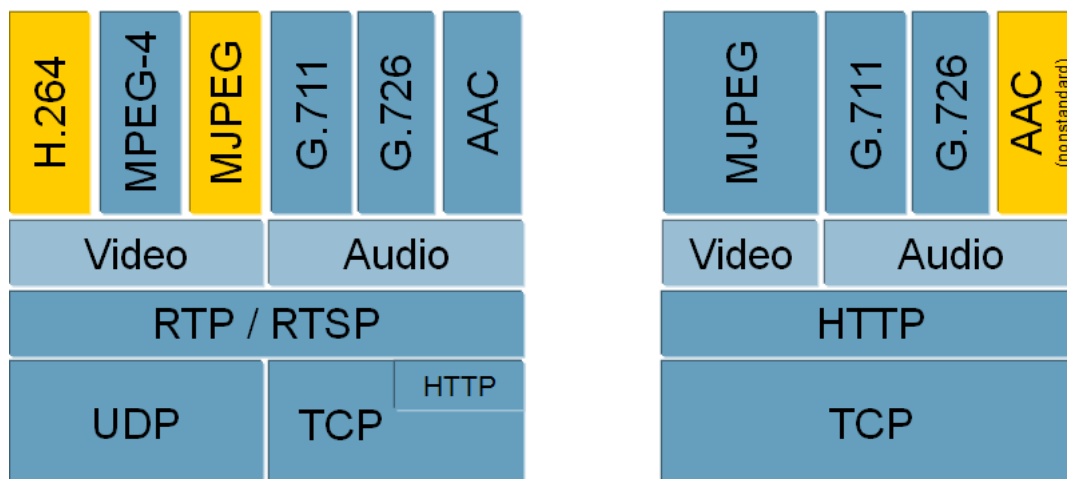 H.264
MPEG-4
MJPEG
G.711
G.726
AAC
Video
Audio
RTP / RTSP
UDP
TCP
HTTP
MJPEG
G.711
G.726
AAC
(nonstandard)
Video
Audio
HTTP
TCP